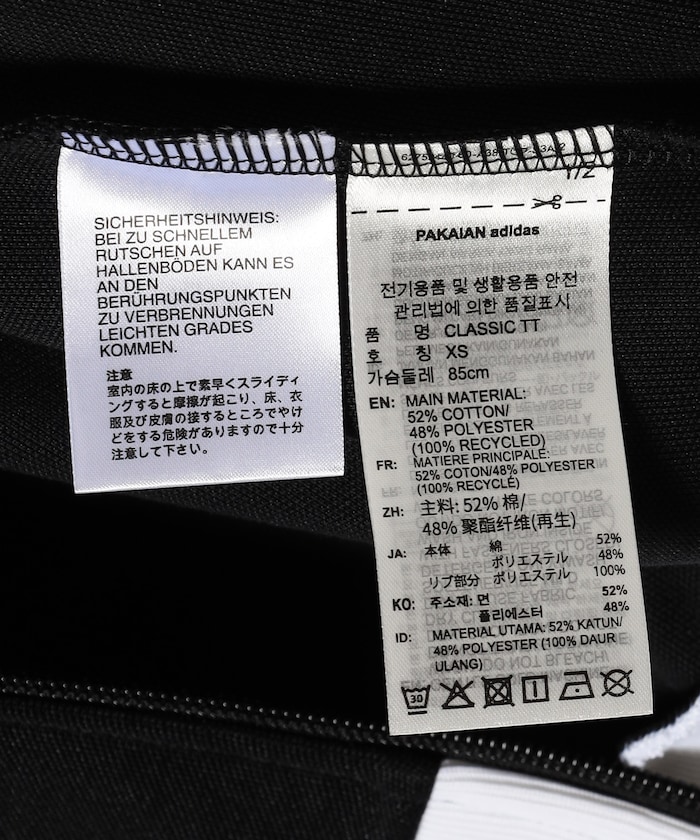 SICHERHEITSHINWEIS:
BEI ZU SCHNELLEM
RUTSCHEN AUF
HALLENBÖDEN KANN ES
AN DEN
BERÜHRUNGSPUNKTEN
ZU VERBRENNUNGEN
LEICHTEN GRADES
KOMMEN.
注意
室内の床の上で素早くスライディ
ングすると摩擦が起こり、床、衣
服及び皮膚の接するところでやけ
どをする危険がありますので十分
注意して下さい。
1/2
PAKAIAN adidas
전기용품 및 생활용품 안전
관리법에 의한 품질표시
품 명 CLASSIC TT
호 칭 XS
가슴둘레 85cm
EN: MAIN MATERIAL:
52% COTTON/
48% POLYESTER
(100% RECYCLED)
FR: MATIERE PRINCIPALE:
52% COTON/48% POLYESTER
(100% RECYCLÉ)
ZH: 主料: 52% 棉/
48% 聚酯纤维(再生)
JA: 本体 綿 52%
ポリエステル 48%
リブ部分 ポリエステル 100%
KO: 주소재: 면 52%
폴리에스터 48%
ID: MATERIAL UTAMA: 52% KATUN/
48% POLYESTER (100% DAUR
ULANG)
30